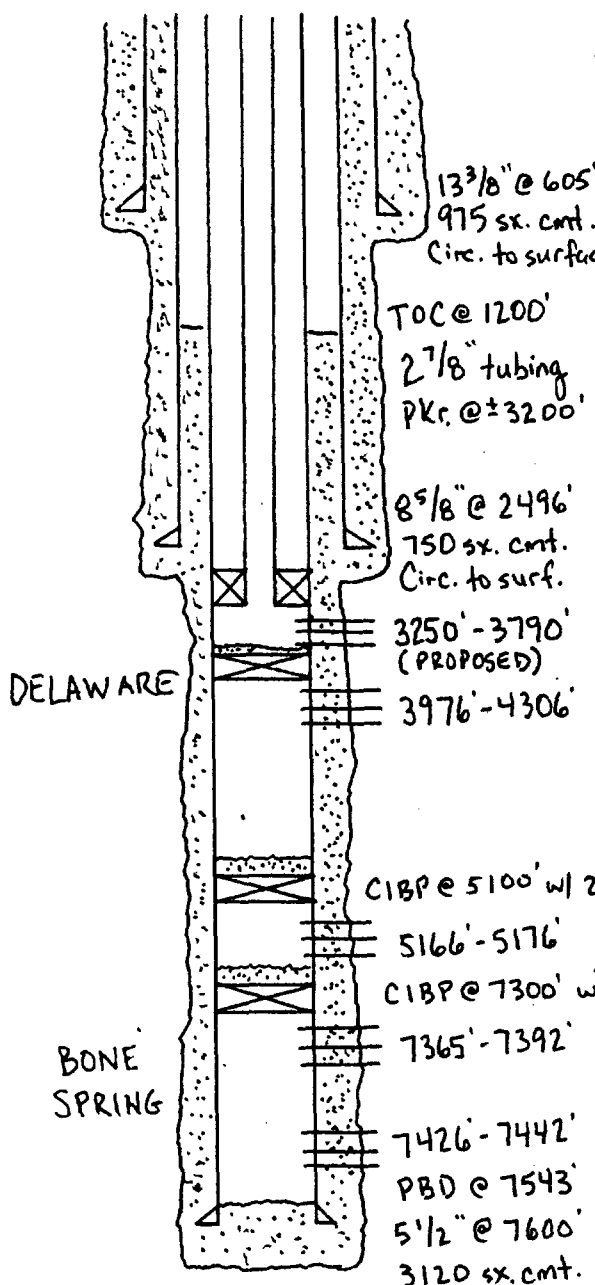 13 3/8" @ 605'
975 sx. cmt.
Circ. to surfac
TOC @ 1200'
2 7/8" tubing
PKr. @ ± 3200'
8 5/8" @ 2496'
750 sx. cmt.
Circ. to surf.
3250' - 3790'
(PROPOSED)
DELAWARE
3976' - 4306'
CIBP @ 5100' w/ 2
5166' - 5176'
CIBP @ 7300' w
7365' - 7392'
BONE
SPRING
7426' - 7442'
PBD @ 7543'
5 1/2" @ 7600'
3120 sx. cmt.